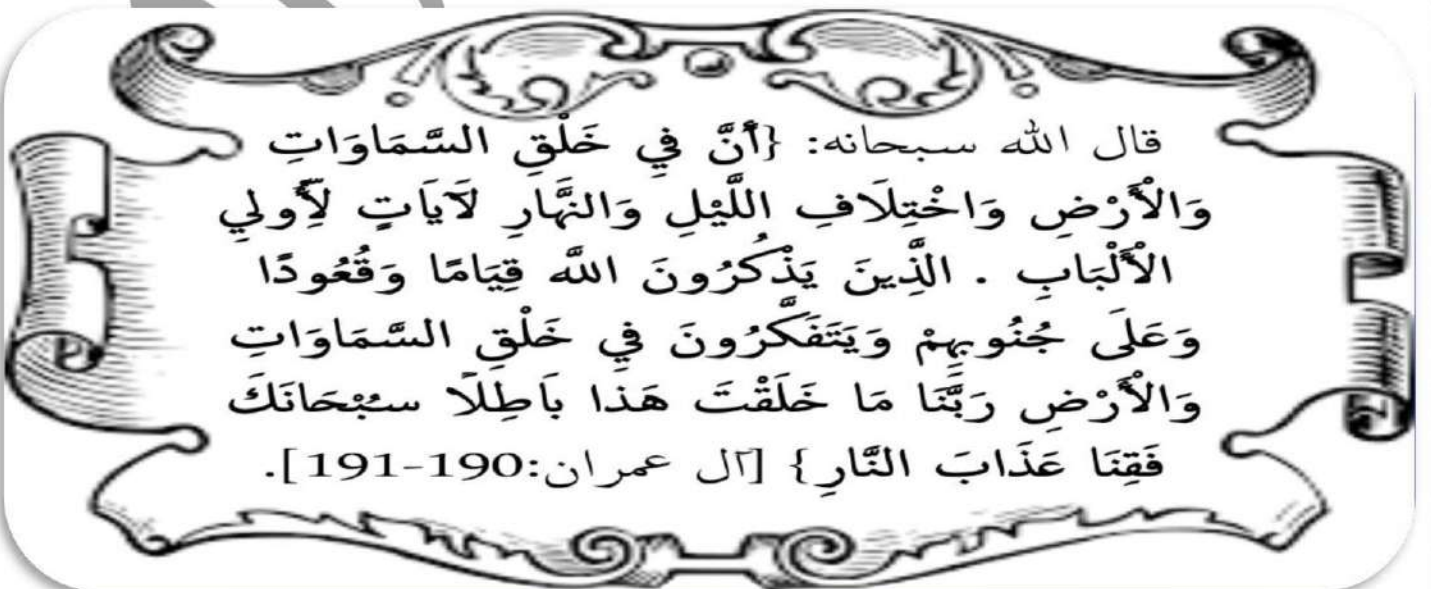 قال الله سبحانه: {أَنَّ فِي خَلْقِ السَّمَاوَاتِ
وَالْأَرْضِ وَاخْتِلَافِ اللَّيْلِ وَالنَّهَارِ لَآيَاتٍ لِّأُولِي
الْأَلْبَابِ . الَّذِينَ يَذْكُرُونَ اللَّه قِيَامًا وَقُعُودًا
وَعَلَى جُنُوبِهِمْ وَيَتَفَكَّرُونَ فِي خَلْقِ السَّمَاوَاتِ
وَالْأَرْضِ رَبَّنَا مَا خَلَقْتَ هَذا بَاطِلًا سُبْحَانَكَ
فَقِنَا عَذَابَ النَّارِ} [آل عمران:190-191].